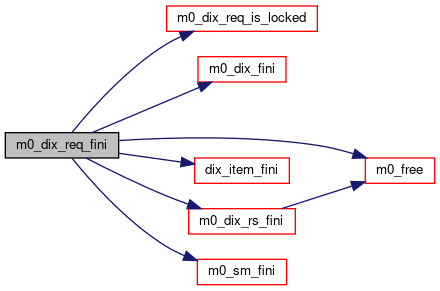 m0_dix_req_is_locked
m0_dix_fini
m0_dix_req_fini
m0_free
dix_item_fini
m0_dix_rs_fini
m0_sm_fini